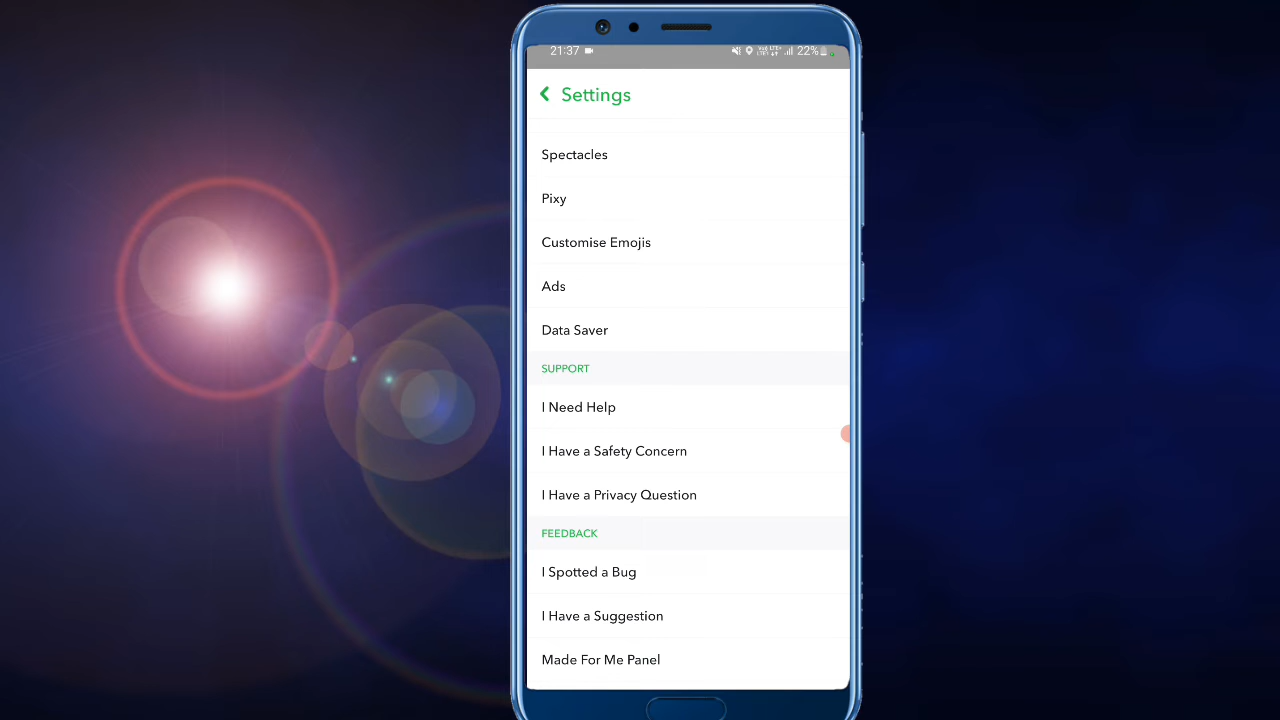 21:37
22%
Settings
Spectacles
Pixy
Customise Emojis
Ads
Data Saver
SUPPORT
I Need Help
I Have a Safety Concern
I Have a Privacy Question
FEEDBACK
I Spotted a Bug
I Have a Suggestion
Made For Me Panel